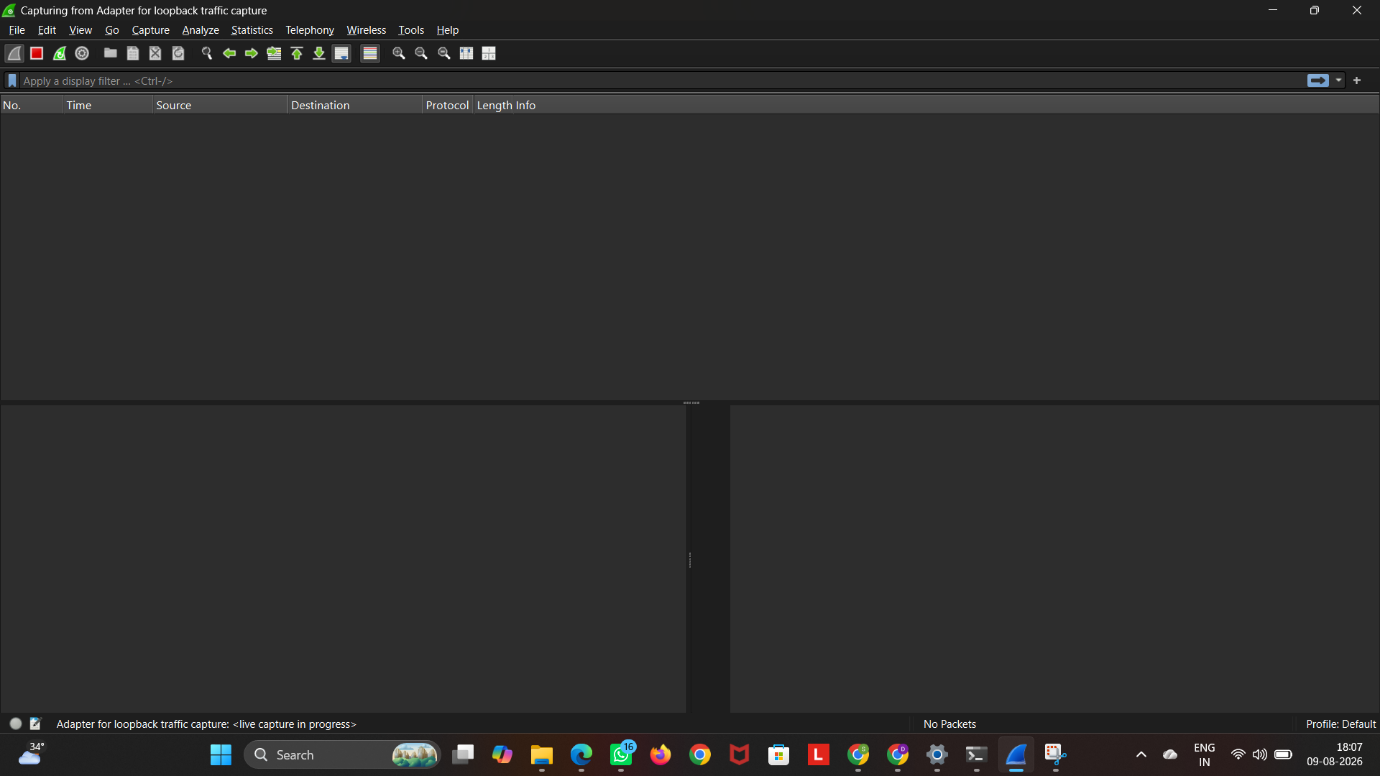 Capturing from Adapter for loopback traffic capture
File Edit View Go Capture Analyze Statistics Telephony Wireless Tools Help
Apply a display filter ... <Ctrl-/>
No. Time Source Destination Protocol Length Info
Adapter for loopback traffic capture: <live capture in progress> No Packets Profile: Default
34°
Search
16
L
D
ENG
IN
18:07
09-08-2026